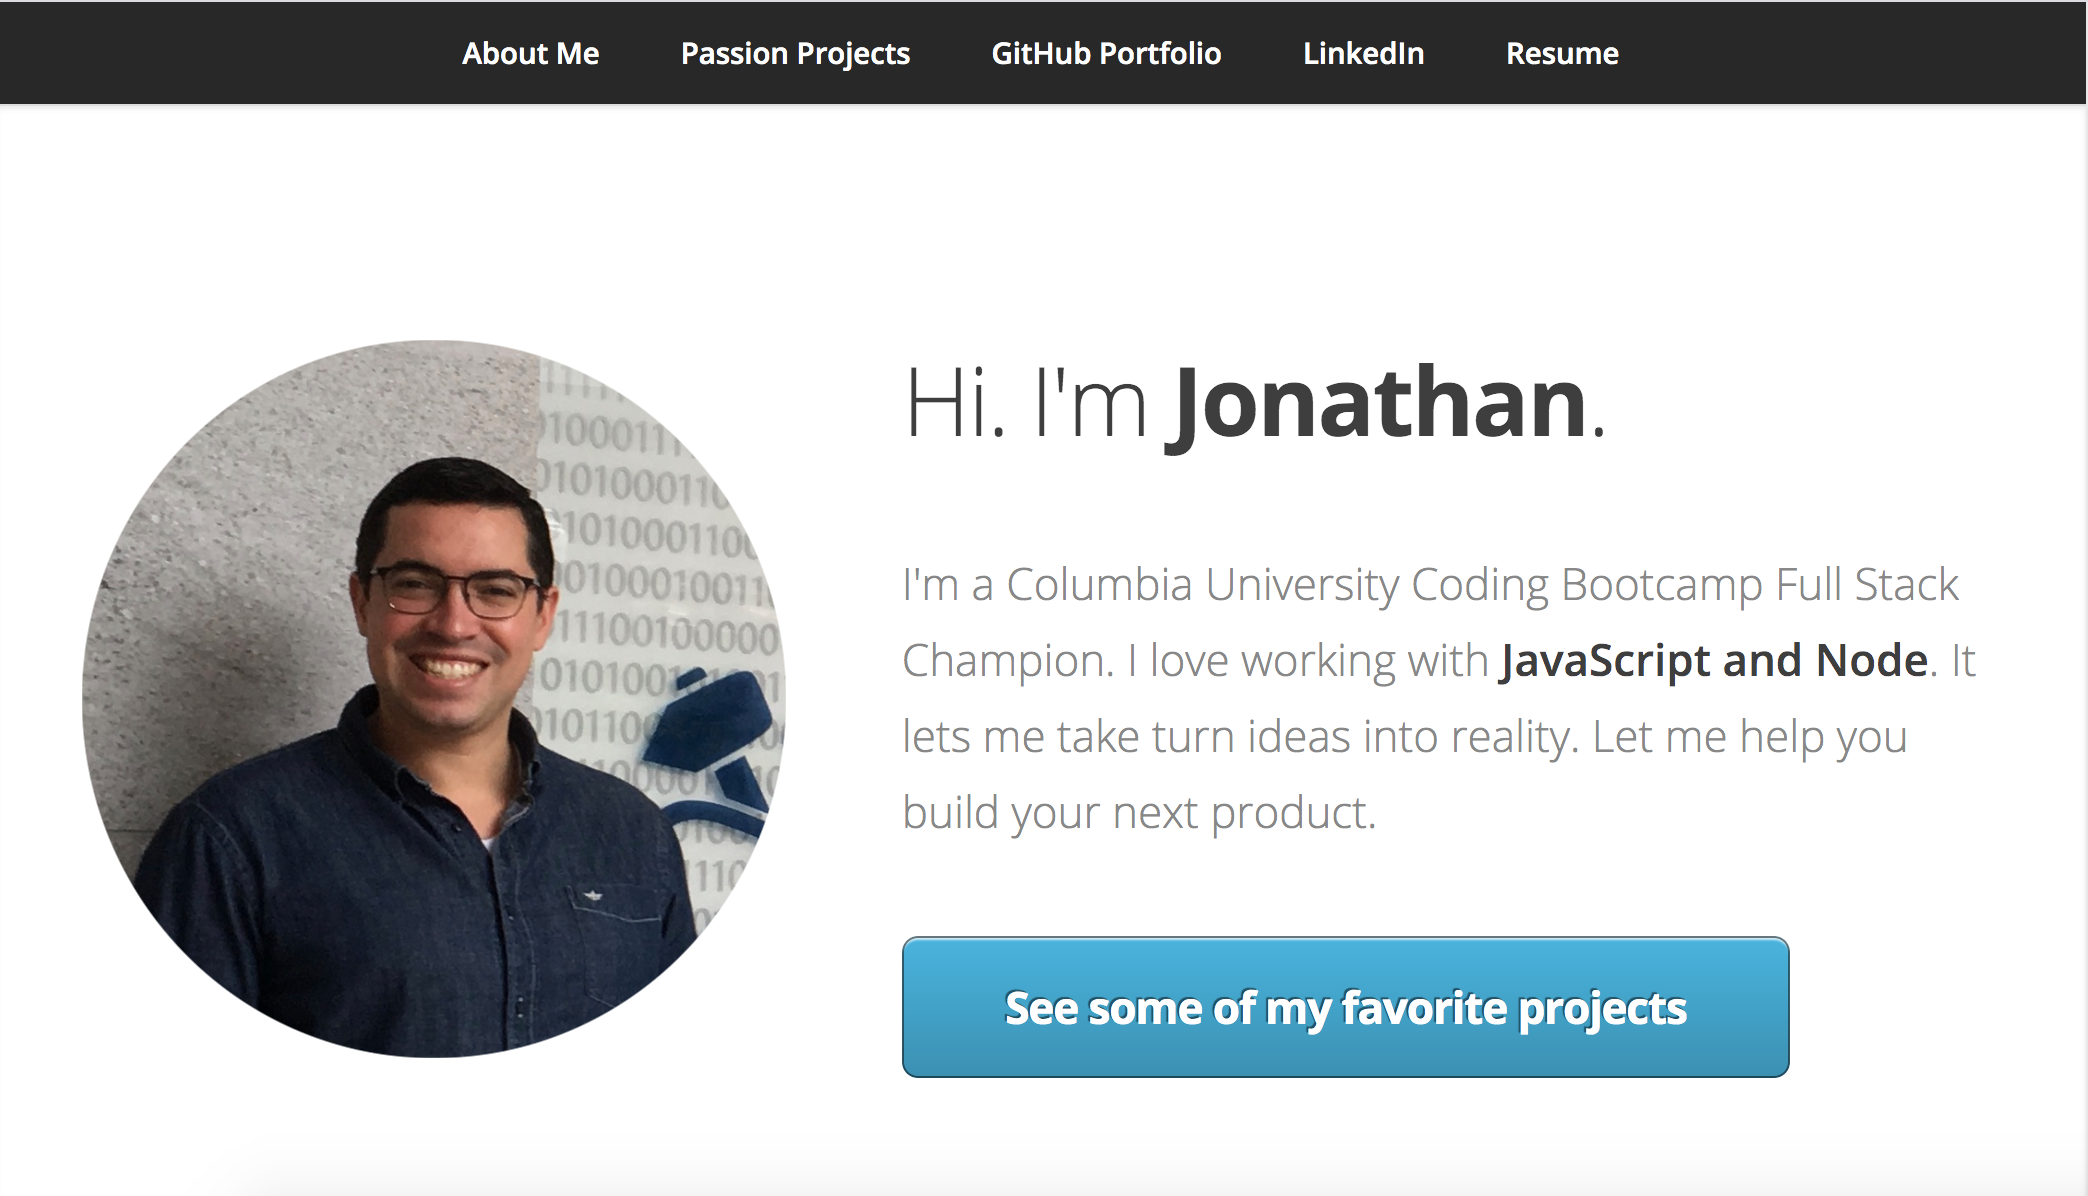 About Me Passion Projects GitHub Portfolio LinkedIn Resume
Hi. I'm Jonathan.
I'm a Columbia University Coding Bootcamp Full Stack
Champion. I love working with JavaScript and Node. It
lets me take turn ideas into reality. Let me help you
build your next product.
See some of my favorite projects